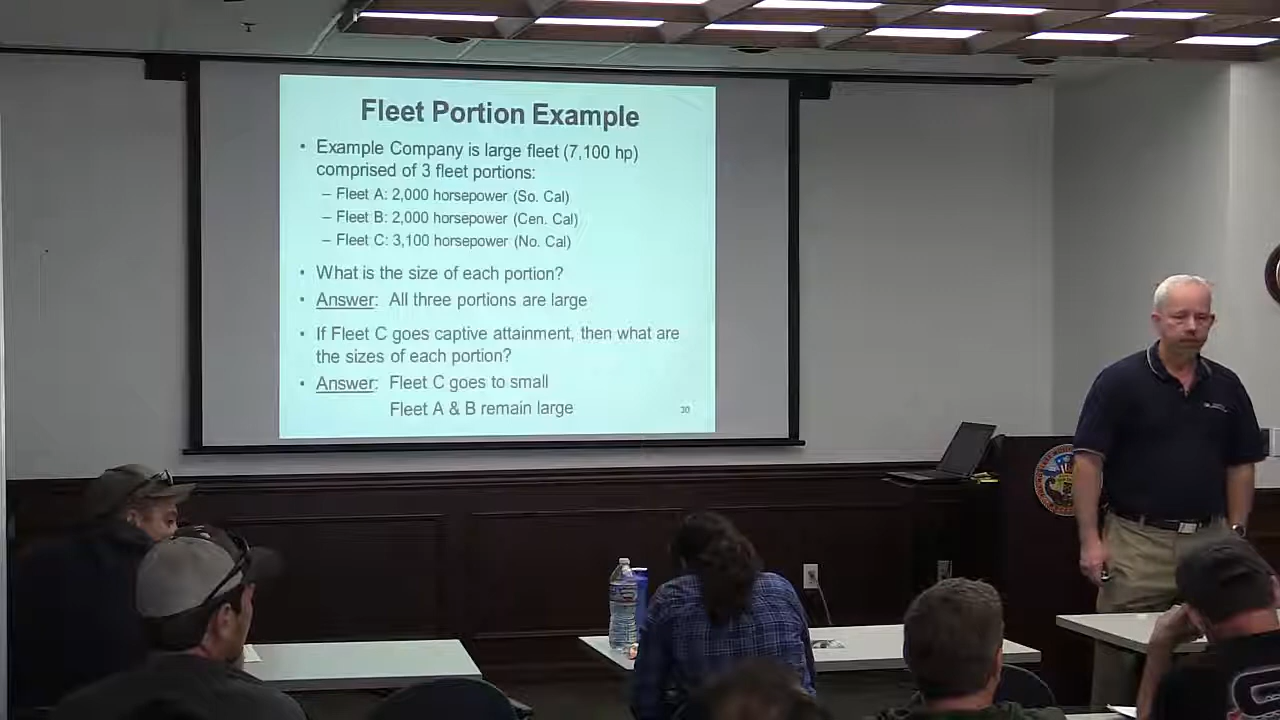 Fleet Portion Example
• Example Company is large fleet (7,100 hp)
comprised of 3 fleet portions:
– Fleet A: 2,000 horsepower (So. Cal)
– Fleet B: 2,000 horsepower (Cen. Cal)
– Fleet C: 3,100 horsepower (No. Cal)
• What is the size of each portion?
• Answer: All three portions are large
• If Fleet C goes captive attainment, then what are
the sizes of each portion?
• Answer: Fleet C goes to small
Fleet A & B remain large
30